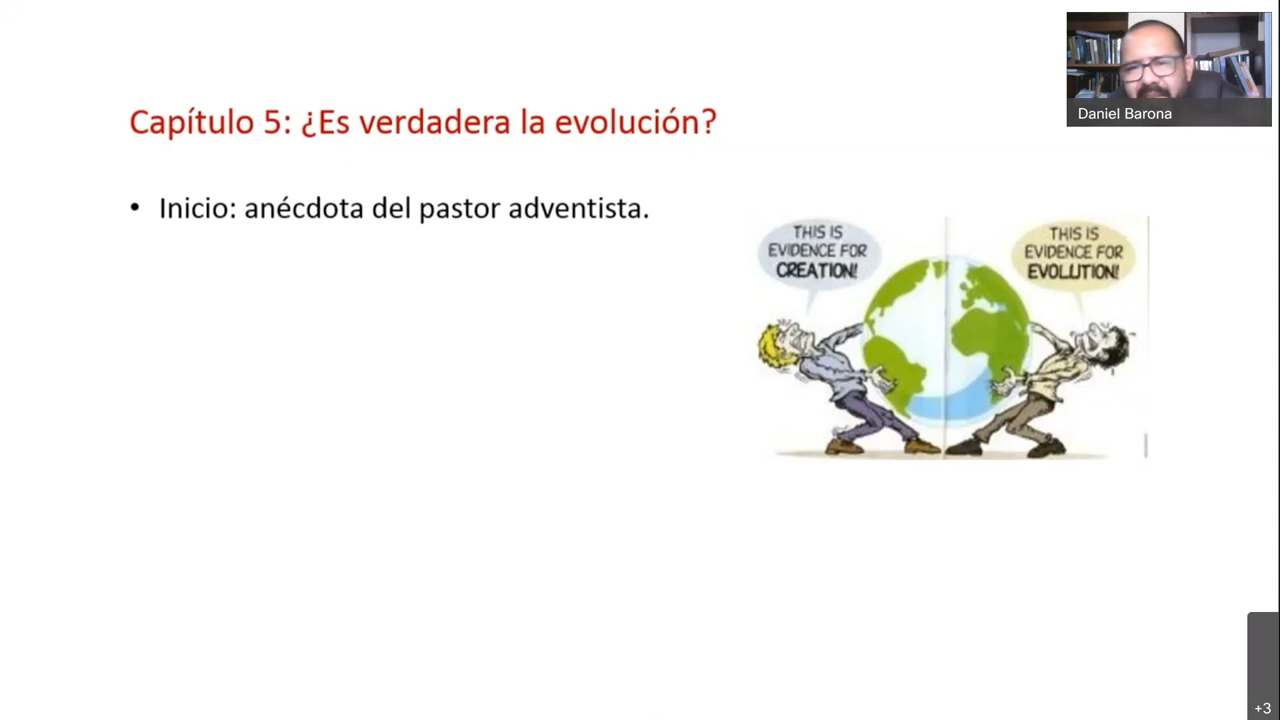 Capítulo 5: ¿Es verdadera la evolución?
Daniel Barona
• Inicio: anécdota del pastor adventista.
THIS IS
EVIDENCE FOR
CREATION!
THIS IS
EVIDENCE FOR
EVOLUTION!
+3